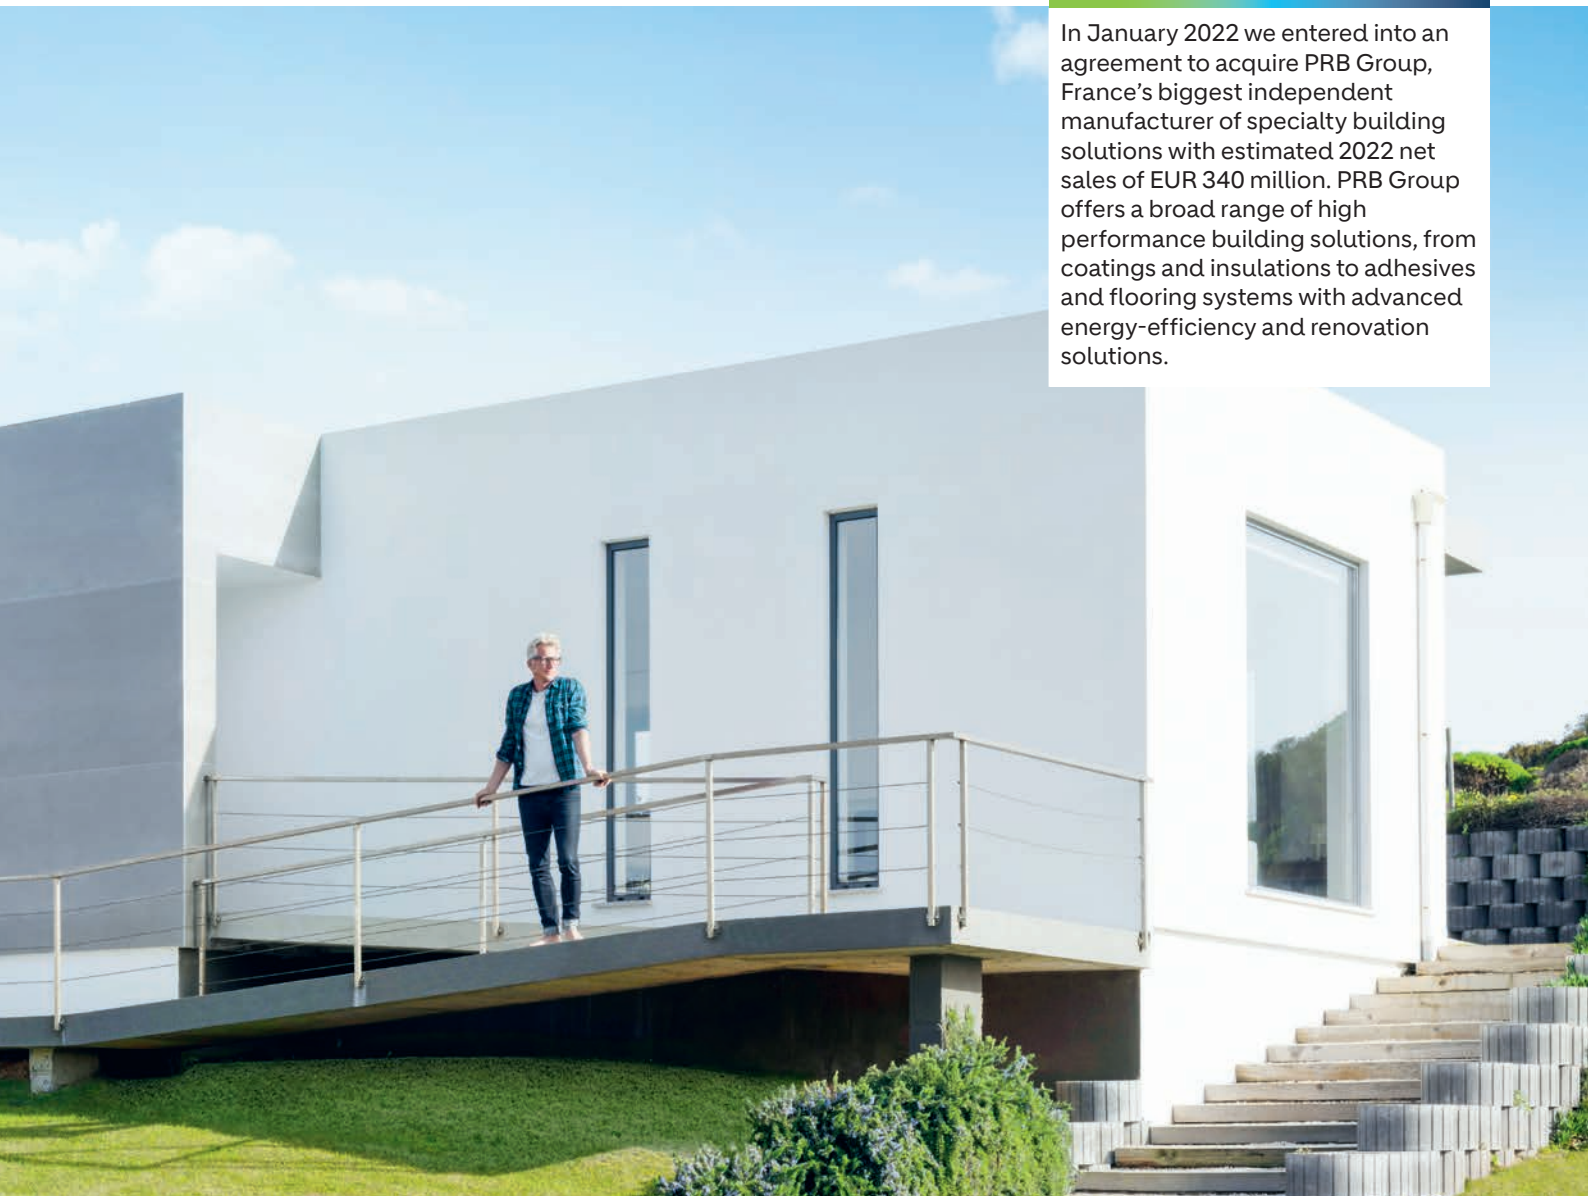 In January 2022 we entered into an
agreement to acquire PRB Group,
France’s biggest independent
manufacturer of specialty building
solutions with estimated 2022 net
sales of EUR 340 million. PRB Group
offers a broad range of high
performance building solutions, from
coatings and insulations to adhesives
and flooring systems with advanced
energy-efficiency and renovation
solutions.